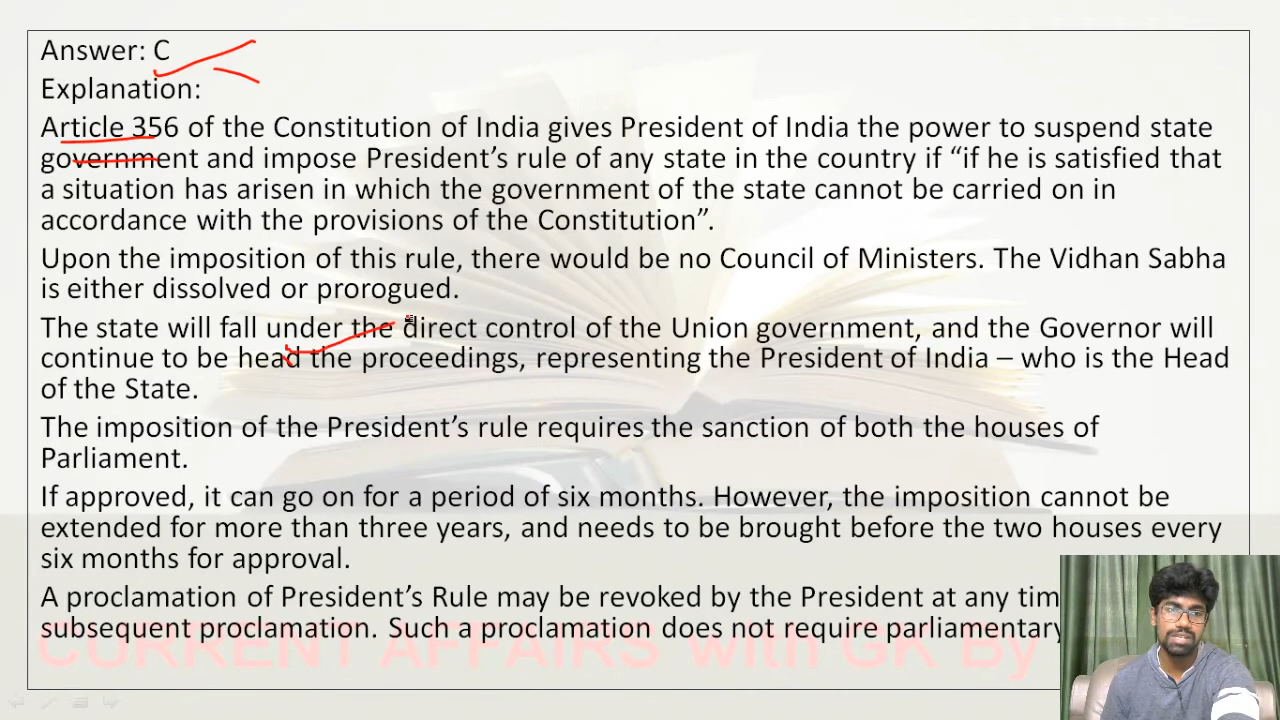 Answer: C
Explanation:
Article 356 of the Constitution of India gives President of India the power to suspend state
government and impose President’s rule of any state in the country if “if he is satisfied that
a situation has arisen in which the government of the state cannot be carried on in
accordance with the provisions of the Constitution”.
Upon the imposition of this rule, there would be no Council of Ministers. The Vidhan Sabha
is either dissolved or prorogued.
The state will fall under the direct control of the Union government, and the Governor will
continue to be head the proceedings, representing the President of India – who is the Head
of the State.
The imposition of the President’s rule requires the sanction of both the houses of
Parliament.
If approved, it can go on for a period of six months. However, the imposition cannot be
extended for more than three years, and needs to be brought before the two houses every
six months for approval.
A proclamation of President’s Rule may be revoked by the President at any
subsequent proclamation. Such a proclamation does not require parliamentary
CURRENT AFFAIRS with GK By